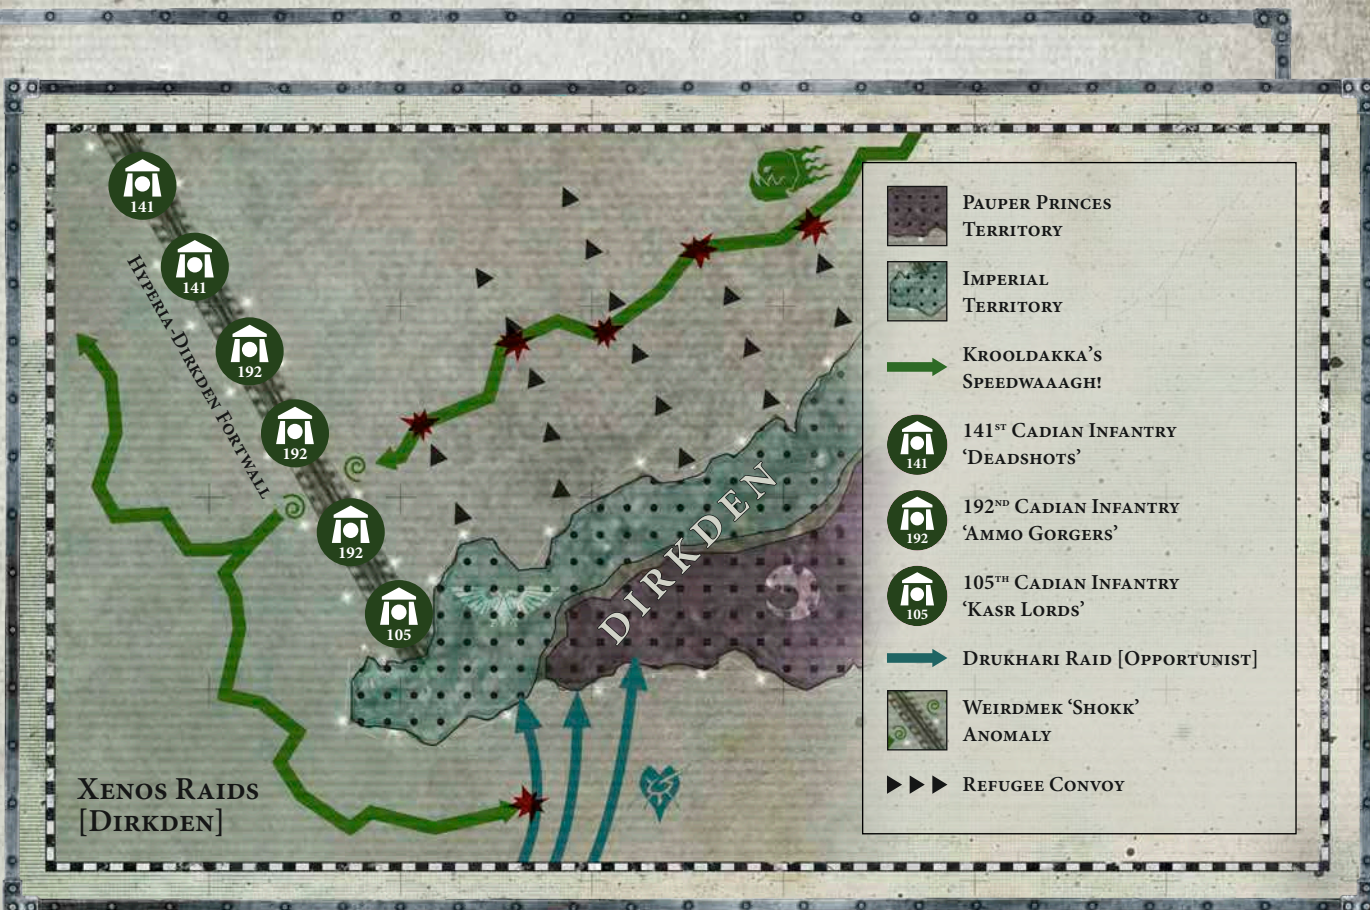 141
141
192
192
192
105
Hyperia-Dirkden Fortwall
DIRKDEN
Xenos Raids
[Dirkden]
Pauper Princes
Territory
Imperial
Territory
Krooldakka's
Speedwaaagh!
141
141st Cadian Infantry
'Deadshots'
192
192nd Cadian Infantry
'Ammo Gorgers'
105
105th Cadian Infantry
'Kasr Lords'
Drukhari Raid [Opportunist]
Weirdmek 'Shokk'
Anomaly
Refugee Convoy